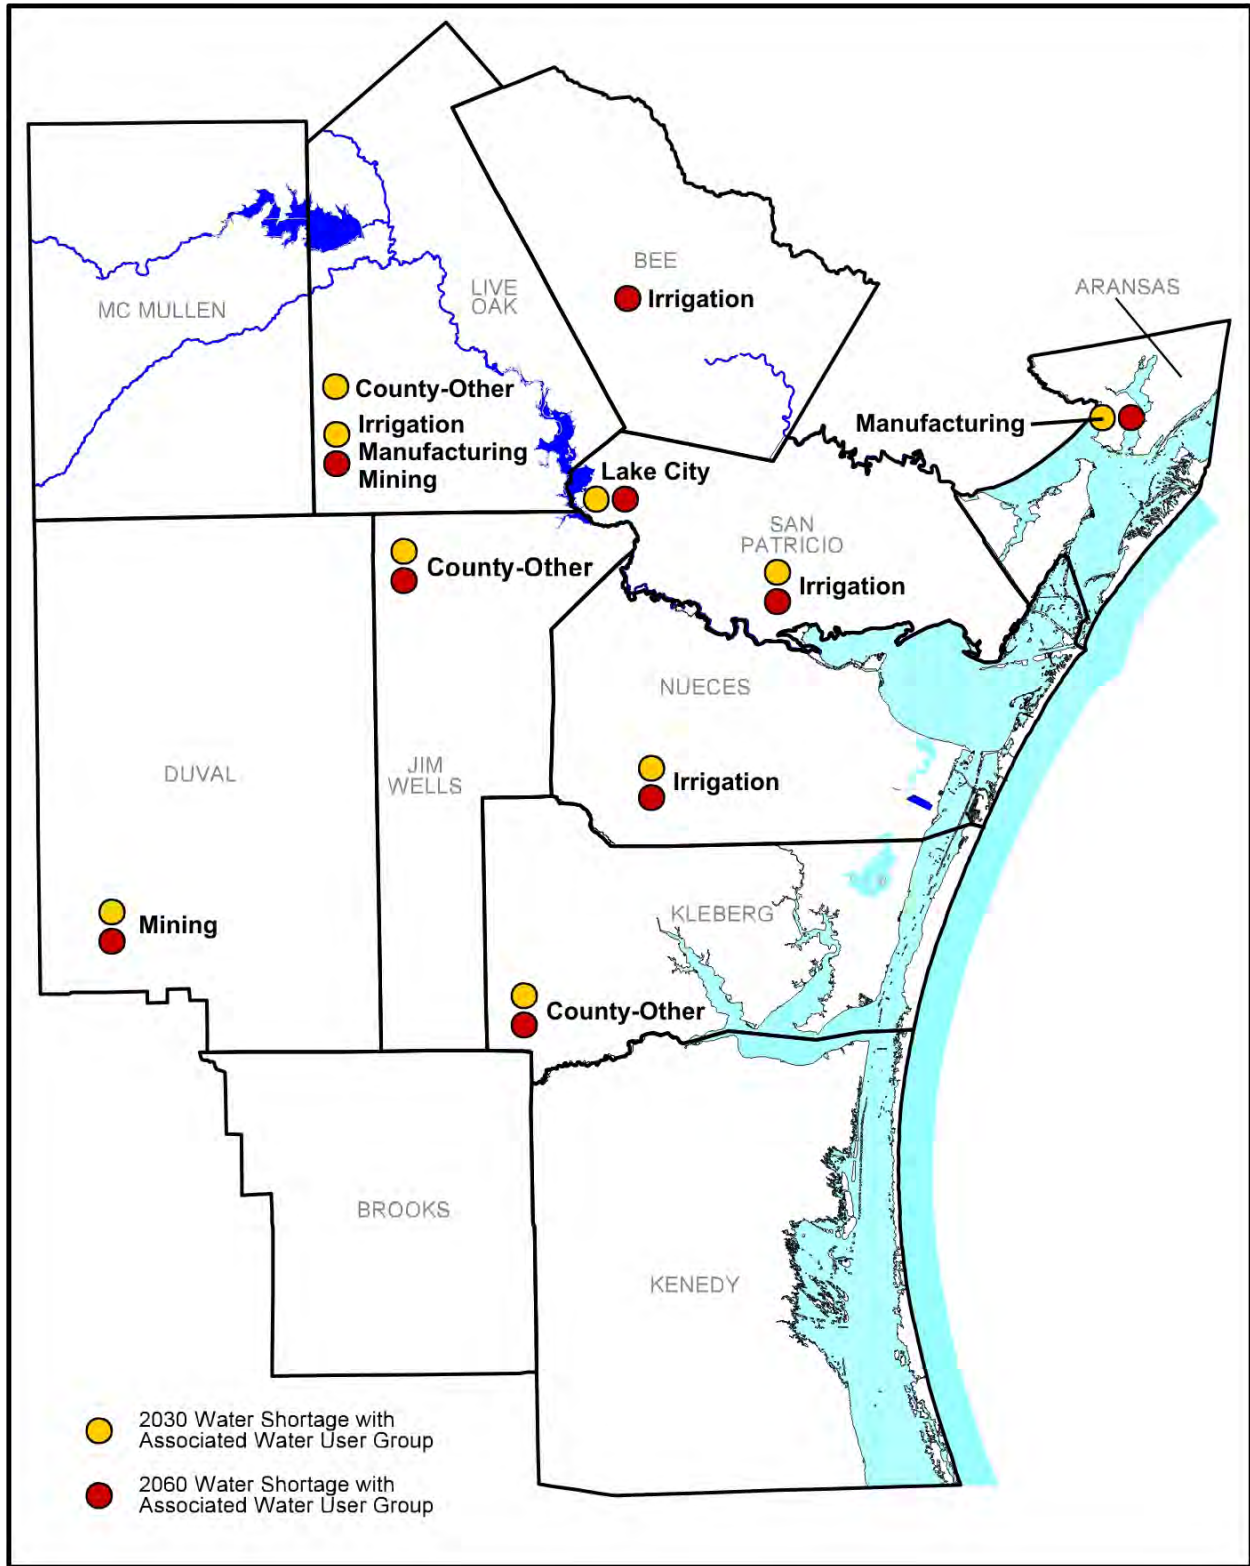 BEE
Irrigation
ARANSAS
MC MULLEN
LIVE
OAK
County-Other
Irrigation
Manufacturing
Mining
Manufacturing
Lake City
SAN
PATRICIO
Irrigation
County-Other
NUECES
Irrigation
DUVAL
JIM
WELLS
Mining
KLEBERG
County-Other
BROOKS
KENEDY
2030 Water Shortage with
Associated Water User Group
2060 Water Shortage with
Associated Water User Group